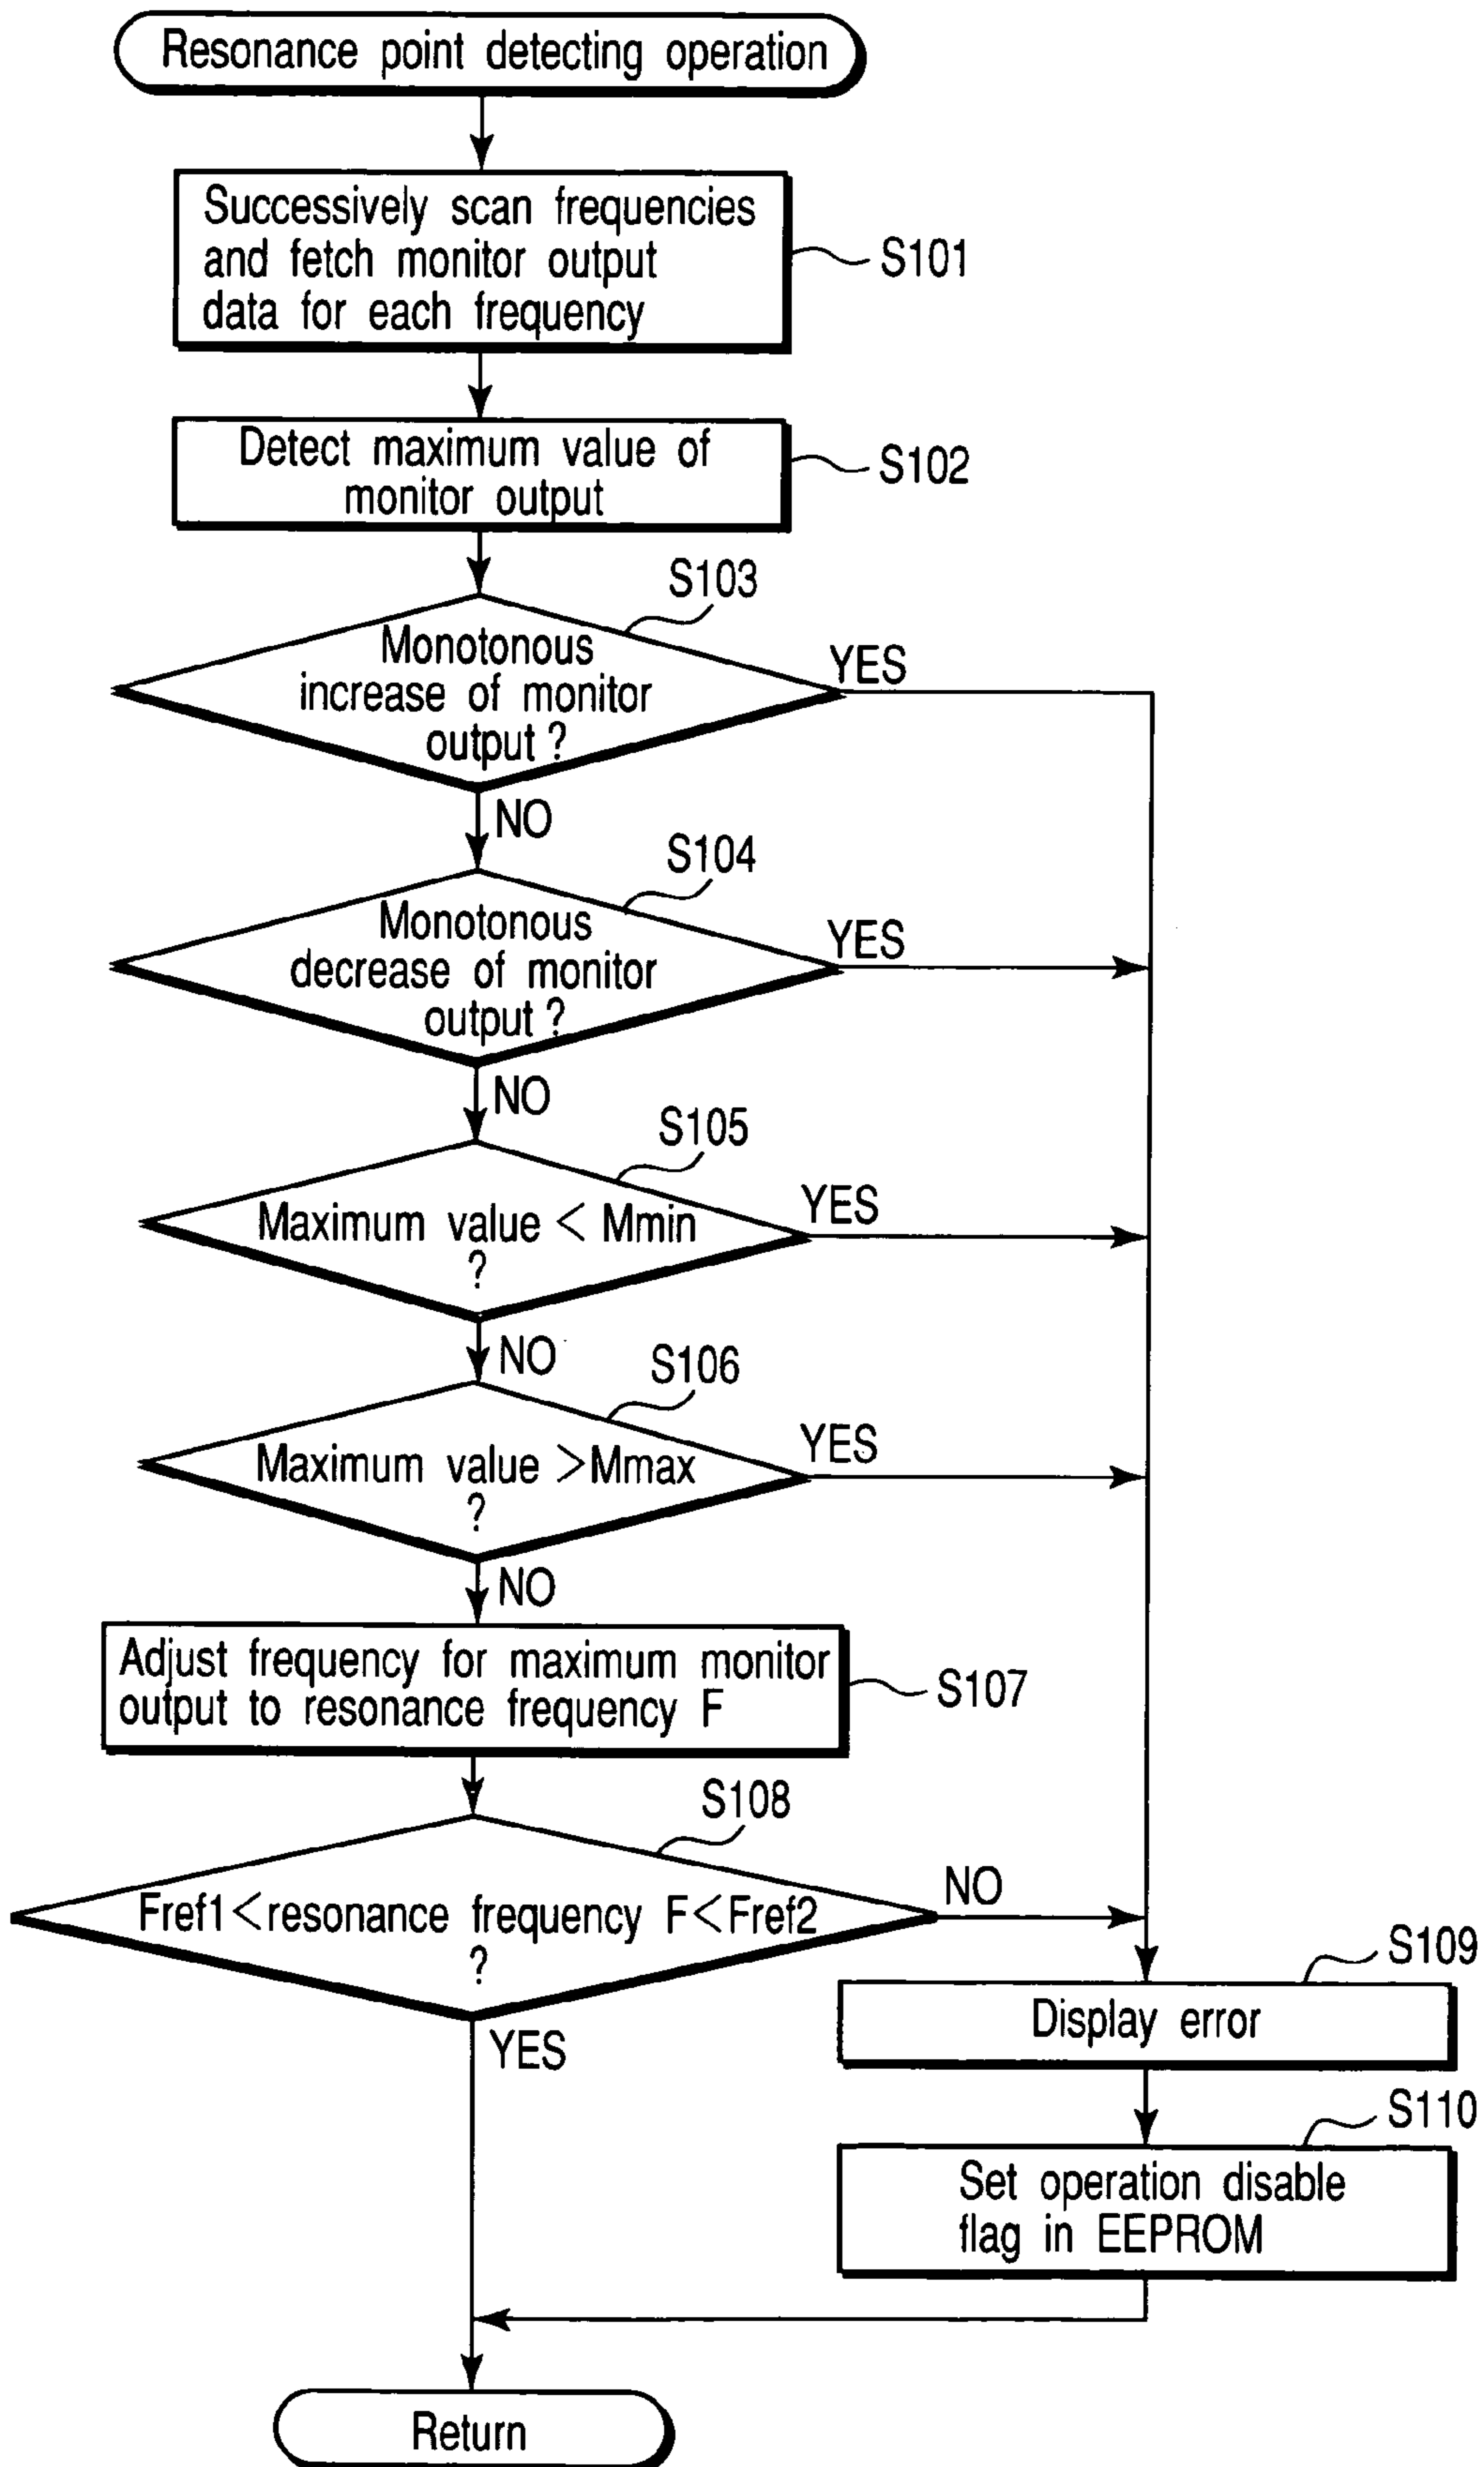 Resonance point detecting operation
Successively scan frequencies
and fetch monitor output
data for each frequency
S101
Detect maximum value of
monitor output
S102
S103
Monotonous
increase of monitor
output?
YES
NO
S104
Monotonous
decrease of monitor
output?
YES
NO
S105
Maximum value < Mmin
?
YES
NO
S106
Maximum value >Mmax
?
YES
NO
Adjust frequency for maximum monitor
output to resonance frequency F
S107
S108
Fref1<resonance frequency F<Fref2
?
NO
YES
S109
Display error
S110
Set operation disable
flag in EEPROM
Return